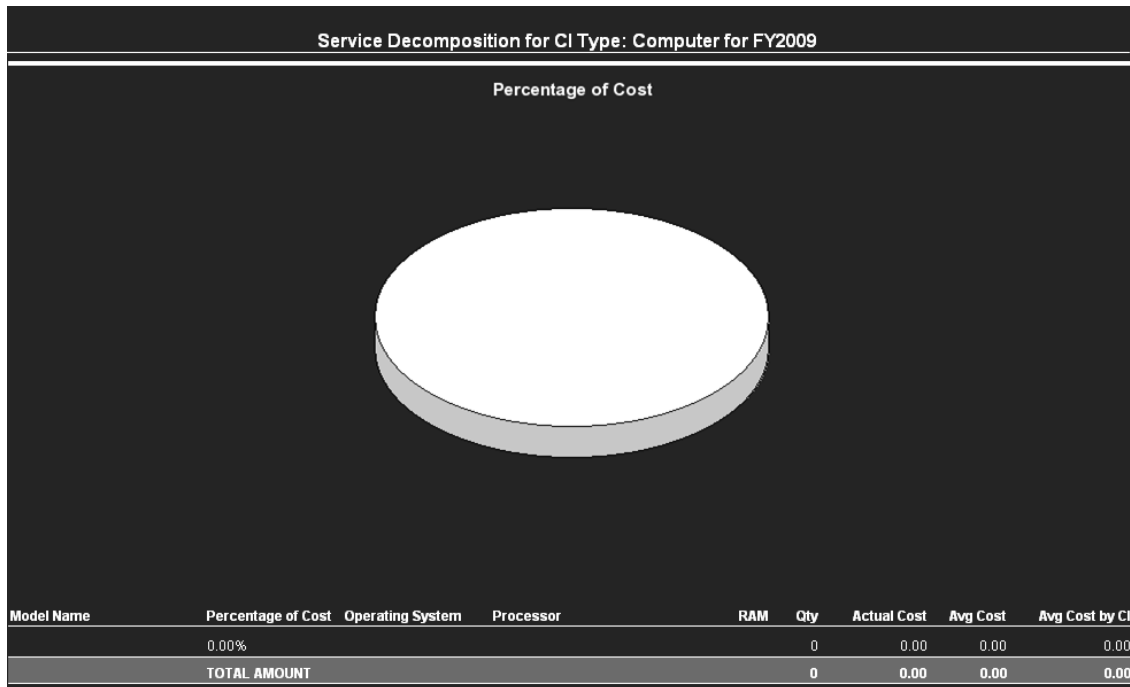 Service Decomposition for CI Type: Computer for FY2009
Percentage of Cost
Model Name Percentage of Cost Operating System Processor RAM Qty Actual Cost Avg Cost Avg Cost by CI
0.00% 0 0.00 0.00 0.00
TOTAL AMOUNT 0 0.00 0.00 0.00